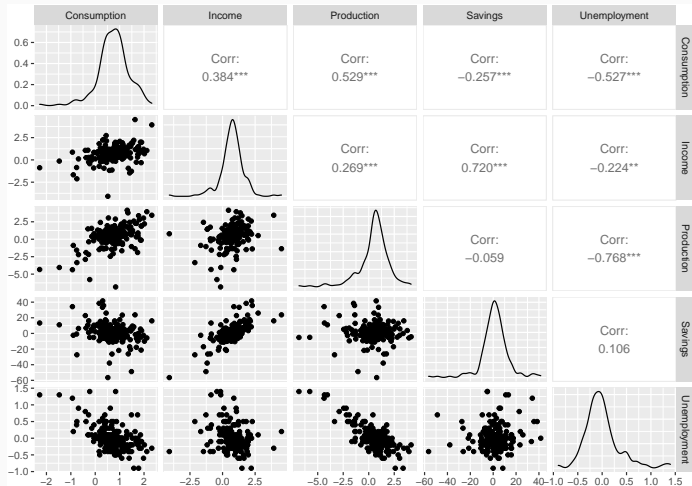 Consumption Income Production Savings Unemployment
0.6
0.4
0.2
0.0
Corr:
0.384***
Corr:
0.529***
Corr:
−0.257***
Corr:
−0.527***
Consumption
2.5
0.0
−2.5
Corr:
0.269***
Corr:
0.720***
Corr:
−0.224**
Income
2.5
0.0
−2.5
−5.0
Corr:
−0.059
Corr:
−0.768***
Production
40
20
0
−20
−40
−60
Corr:
0.106
Savings
1.5
1.0
0.5
0.0
−0.5
−1.0
Unemployment
−2 −1 0 1 2 −2.5 0.0 2.5 −5.0 −2.5 0.0 2.5 −60 −40 −20 0 20 40 −1.0 −0.5 0.0 0.5 1.0 1.5